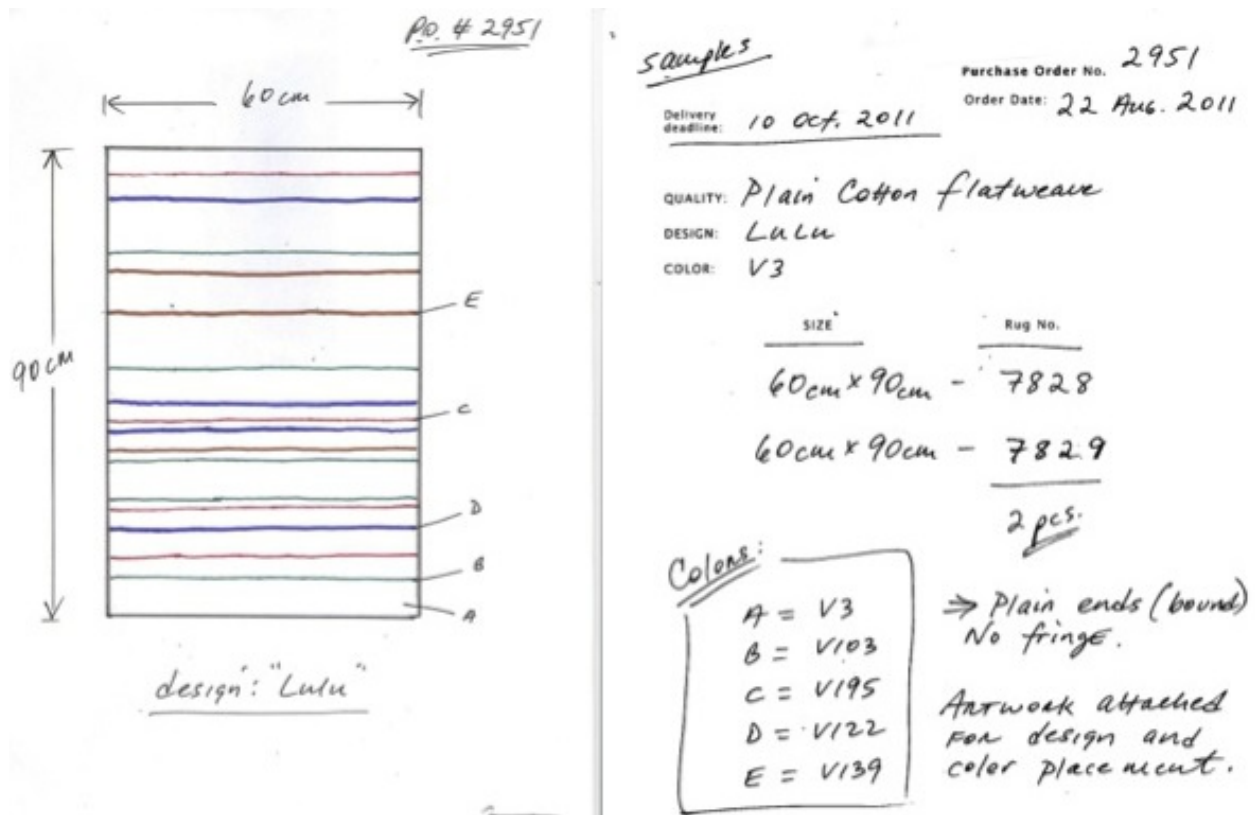 P.O. # 2951
60cm
90cm
E
C
D
B
A
design: "Lulu"
samples
Purchase Order No. 2951
Order Date: 22 Aug. 2011
Delivery deadline: 10 Oct. 2011
QUALITY: Plain Cotton flatweave
DESIGN: LuLu
COLOR: V3
SIZE Rug No.
60cm x 90cm - 7828
60cm x 90cm - 7829
2 pcs.
Colors:
A = V3
B = V103
C = V195
D = V122
E = V139
⇒ Plain ends (bound)
No fringe.
Artwork attached
for design and
color placement.